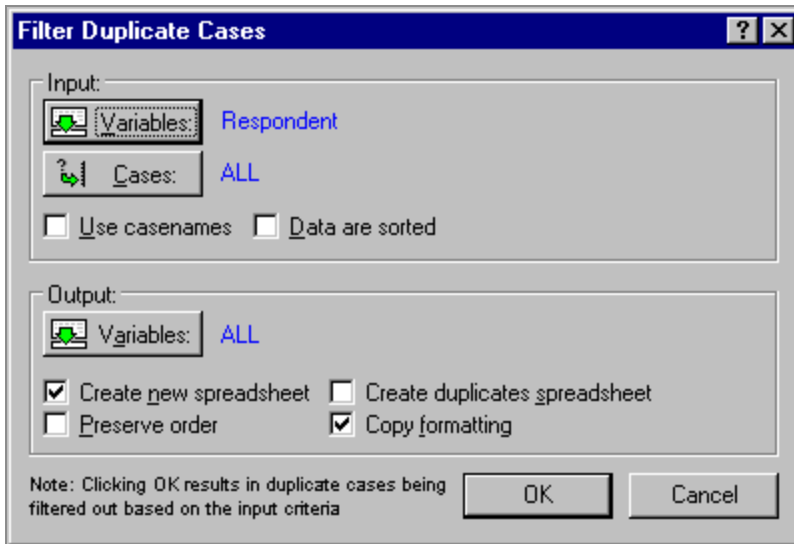 Filter Duplicate Cases
Input:
Variables: Respondent
Cases: ALL
Use casenames Data are sorted
Output:
Variables: ALL
Create new spreadsheet Create duplicates spreadsheet
Preserve order Copy formatting
Note: Clicking OK results in duplicate cases being
filtered out based on the input criteria
OK Cancel